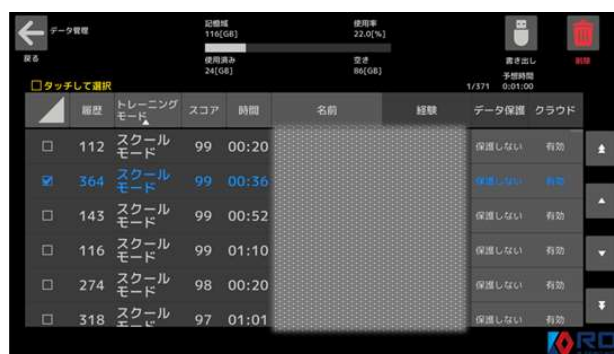 データ管理
記憶域
116[GB]
使用率
22.0[%]
戻る
使用済み
24[GB]
空き
86[GB]
書き出し
削除
予想時間
1/371 0:01:00
タッチして選択
履歴 トレーニングモード スコア 時間 名前 経験 データ保護 クラウド
112 スクールモード 99 00:20 保護しない 有効
364 スクールモード 99 00:36 保護しない 有効
143 スクールモード 99 00:52 保護しない 有効
116 スクールモード 99 01:10 保護しない 有効
274 スクールモード 98 00:20 保護しない 有効
318 スクールモード 97 01:01 保護しない 有効